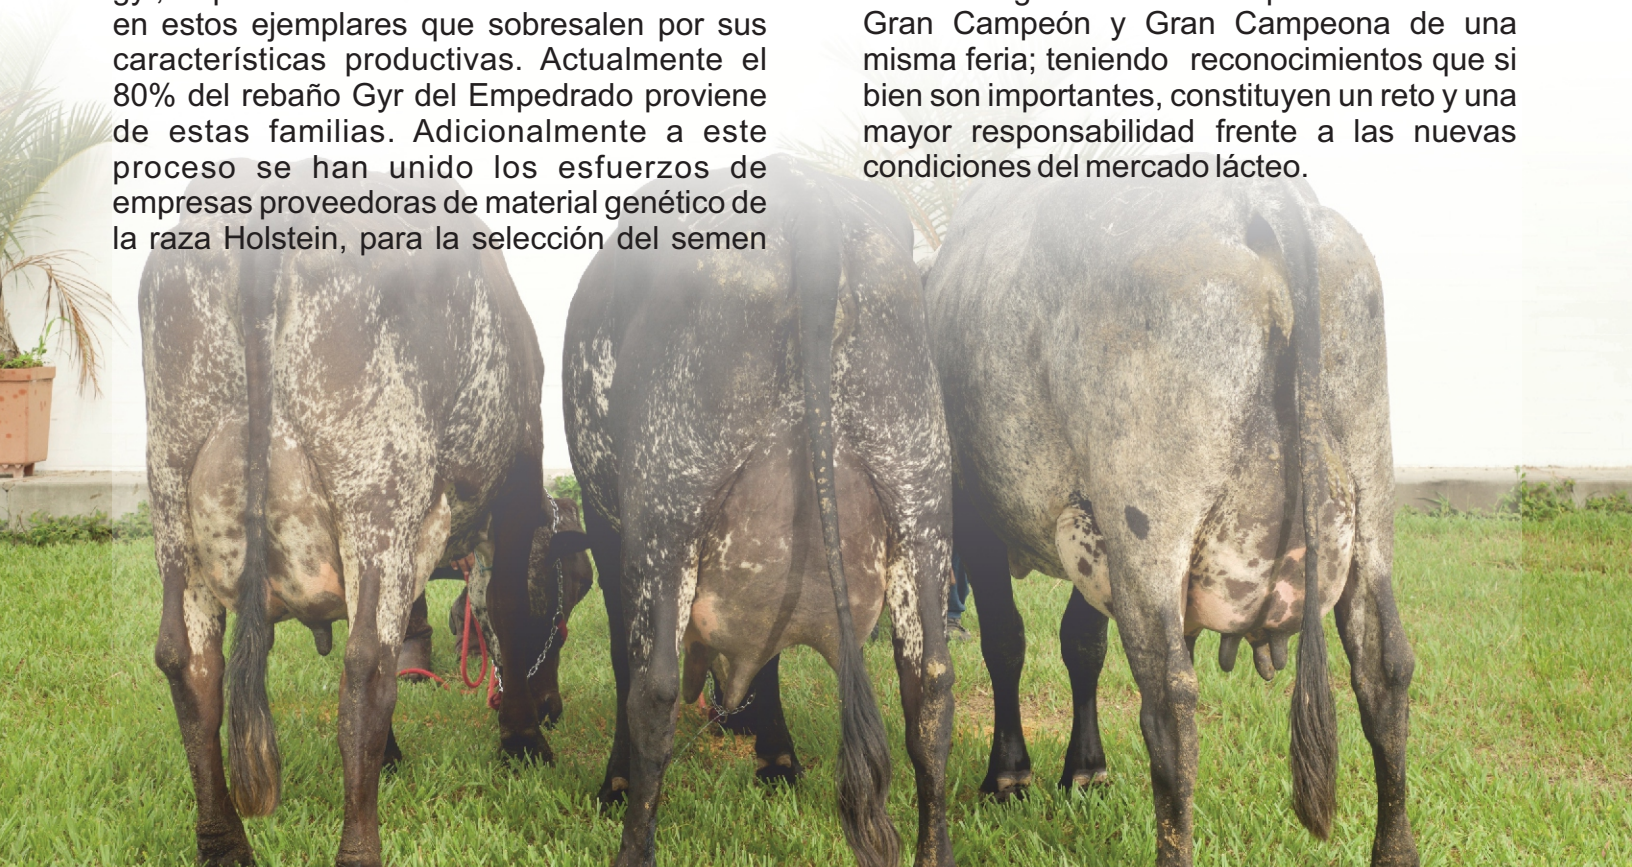 en estos ejemplares que sobresalen por sus
características productivas. Actualmente el
80% del rebaño Gyr del Empedrado proviene
de estas familias. Adicionalmente a este
proceso se han unido los esfuerzos de
empresas proveedoras de material genético de
la raza Holstein, para la selección del semen
Gran Campeón y Gran Campeona de una
misma feria; teniendo reconocimientos que si
bien son importantes, constituyen un reto y una
mayor responsabilidad frente a las nuevas
condiciones del mercado lácteo.